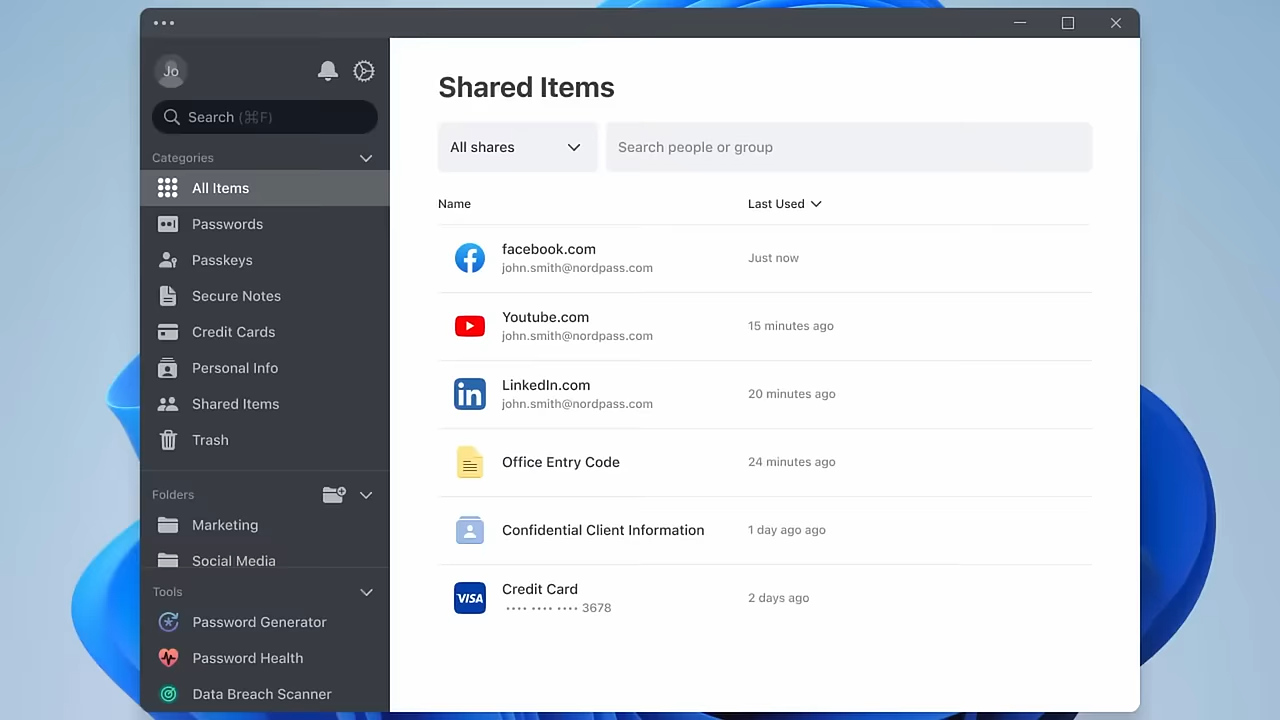 Jo
Search (⌘F)
Categories
All Items
Passwords
Passkeys
Secure Notes
Credit Cards
Personal Info
Shared Items
Trash
Folders
Marketing
Social Media
Tools
Password Generator
Password Health
Data Breach Scanner
Shared Items
All shares
Search people or group
Name
Last Used
facebook.com
john.smith@nordpass.com
Just now
Youtube.com
john.smith@nordpass.com
15 minutes ago
in
LinkedIn.com
john.smith@nordpass.com
20 minutes ago
Office Entry Code
24 minutes ago
Confidential Client Information
1 day ago ago
VISA
Credit Card
•••• •••• •••• 3678
2 days ago